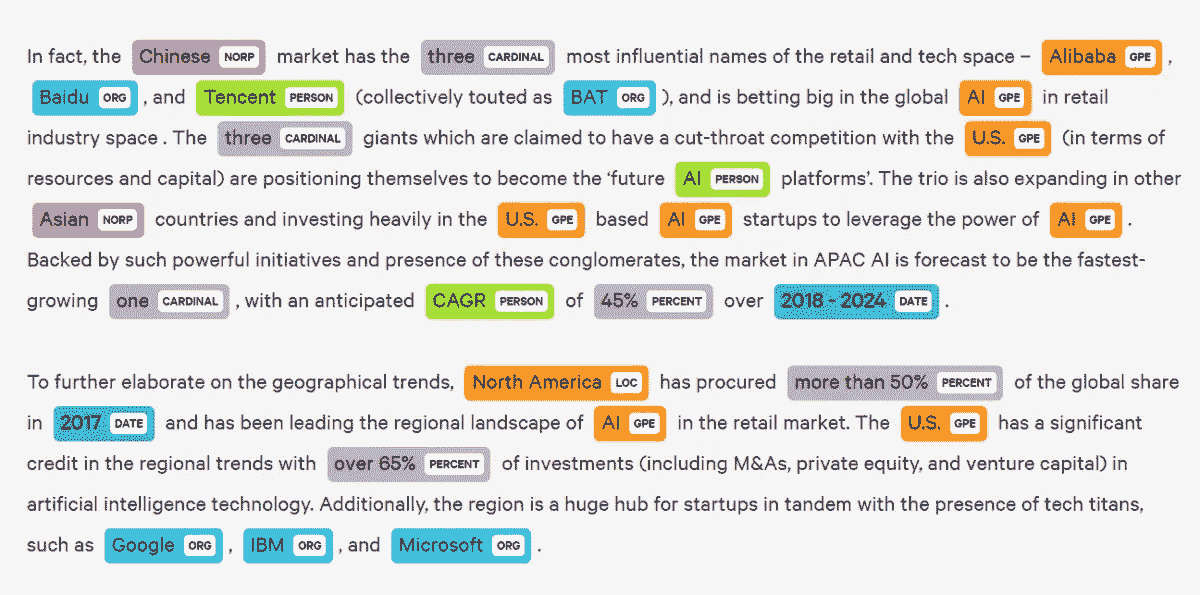 In fact, the Chinese NORP market has the three CARDINAL most influential names of the retail and tech space – Alibaba GPE ,
Baidu ORG , and Tencent PERSON (collectively touted as BAT ORG ), and is betting big in the global AI GPE in retail
industry space . The three CARDINAL giants which are claimed to have a cut-throat competition with the U.S. GPE (in terms of
resources and capital) are positioning themselves to become the ‘future AI PERSON platforms’. The trio is also expanding in other
Asian NORP countries and investing heavily in the U.S. GPE based AI GPE startups to leverage the power of AI GPE .
Backed by such powerful initiatives and presence of these conglomerates, the market in APAC AI is forecast to be the fastest-
growing one CARDINAL , with an anticipated CAGR PERSON of 45% PERCENT over 2018 - 2024 DATE .
To further elaborate on the geographical trends, North America LOC has procured more than 50% PERCENT of the global share
in 2017 DATE and has been leading the regional landscape of AI GPE in the retail market. The U.S. GPE has a significant
credit in the regional trends with over 65% PERCENT of investments (including M&As, private equity, and venture capital) in
artificial intelligence technology. Additionally, the region is a huge hub for startups in tandem with the presence of tech titans,
such as Google ORG , IBM ORG , and Microsoft ORG .